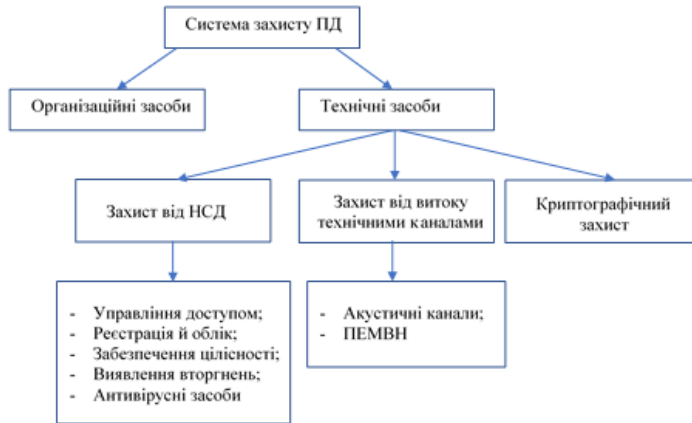 Система захисту ПД
Організаційні засоби
Технічні засоби
Захист від НСД
Захист від витоку
технічними каналами
Криптографічний
захист
- Управління доступом;
- Реєстрація й облік;
- Забезпечення цілісності;
- Виявлення вторгнень;
- Антивірусні засоби
- Акустичні канали;
- ПЕМВН